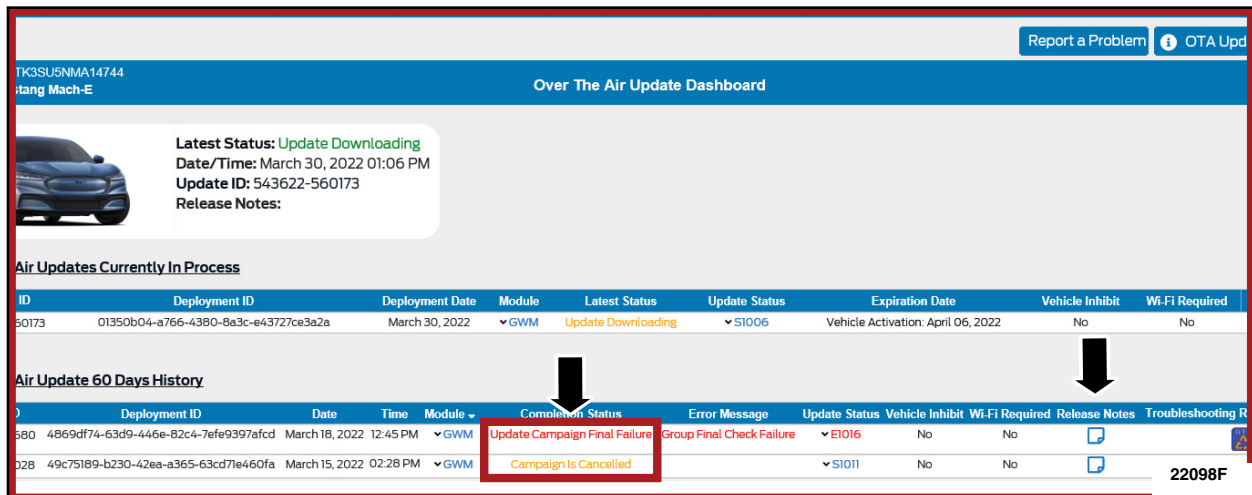 Report a Problem
OTA Upd
TK3SU5NMA14744
stang Mach-E
Over The Air Update Dashboard
Latest Status: Update Downloading
Date/Time: March 30, 2022 01:06 PM
Update ID: 543622-560173
Release Notes:
Air Updates Currently In Process
ID Deployment ID Deployment Date Module Latest Status Update Status Expiration Date Vehicle Inhibit Wi-Fi Required
60173 01350b04-a766-4380-8a3c-e43727ce3a2a March 30, 2022 GWM Update Downloading S1006 Vehicle Activation: April 06, 2022 No No
Air Update 60 Days History
D Deployment ID Date Time Module Completion Status Error Message Update Status Vehicle Inhibit Wi-Fi Required Release Notes Troubleshooting R
680 4869df74-63d9-446e-82c4-7efe9397afcd March 18, 2022 12:45 PM GWM Update Campaign Final Failure Group Final Check Failure E1016 No No
028 49c75189-b230-42ea-a365-63cd71e460fa March 15, 2022 02:28 PM GWM Campaign Is Cancelled S1011 No No
22098F